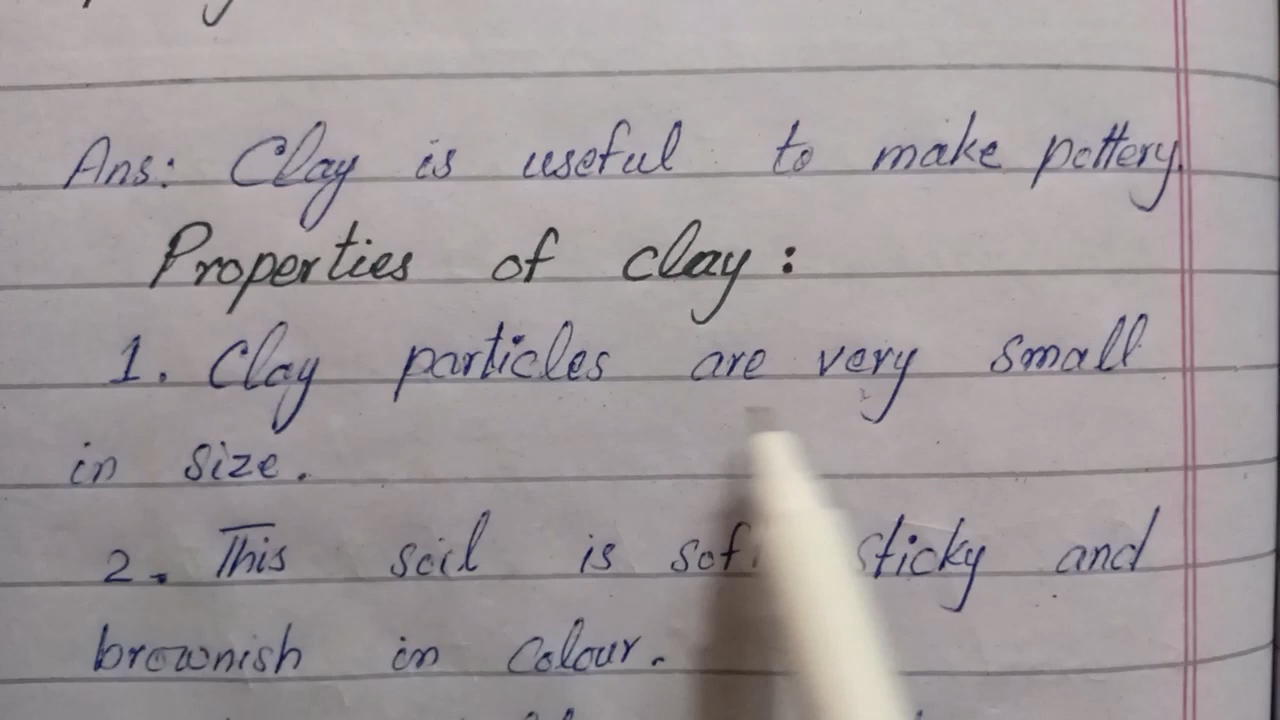 Ans: Clay is useful to make pottery.
Properties of clay:
1. Clay particles are very small
in size.
2. This soil is sticky and
brownish in colour.